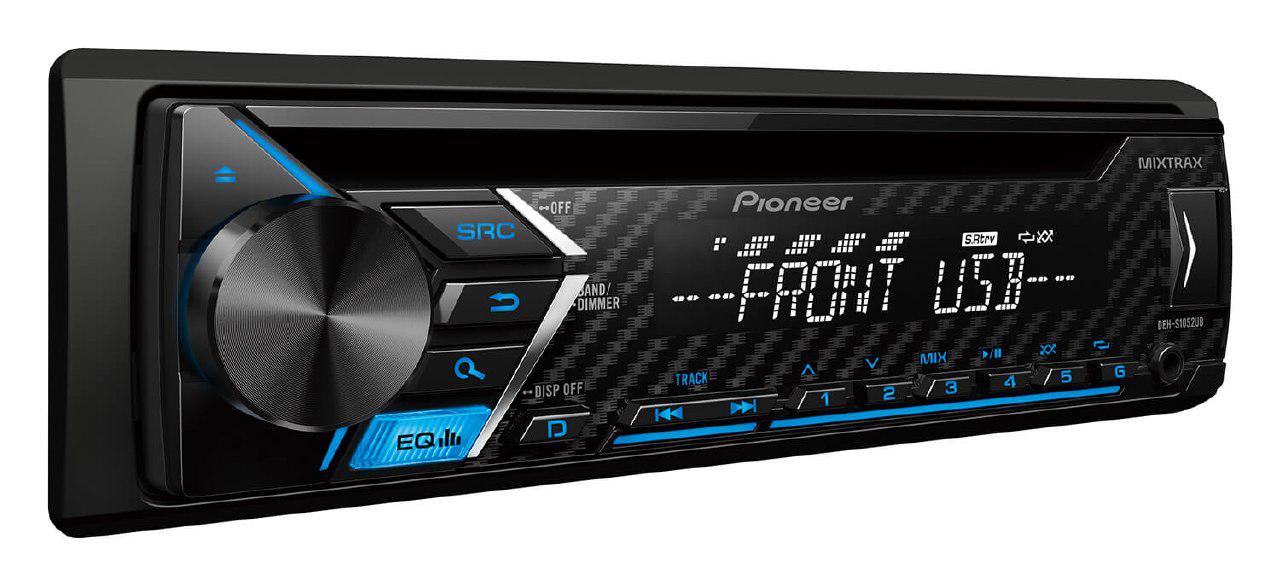 MIXTRAX
Pioneer
SRC
OFF
S.Rtrv
BAND/
DIMMER
----FRONT USB---
DEH-S1052UB
DISP OFF
D
EQ
TRACK
MIX
1
2
3
4
5
6